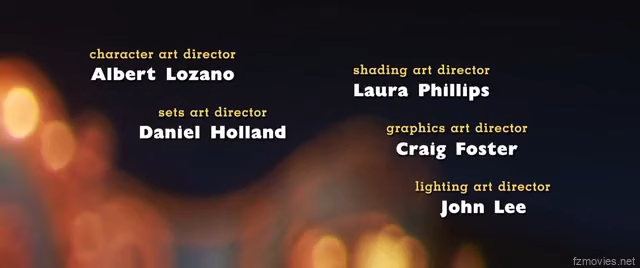 character art director
Albert Lozano
sets art director
Daniel Holland
shading art director
Laura Phillips
graphics art director
Craig Foster
lighting art director
John Lee
fzmovies.net